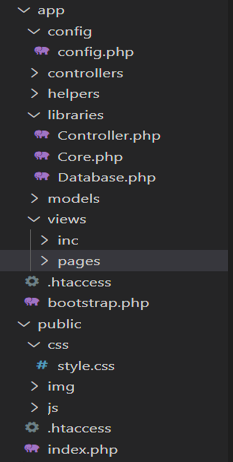 app
config
config.php
controllers
helpers
libraries
Controller.php
Core.php
Database.php
models
views
inc
pages
.htaccess
bootstrap.php
public
css
style.css
img
js
.htaccess
index.php